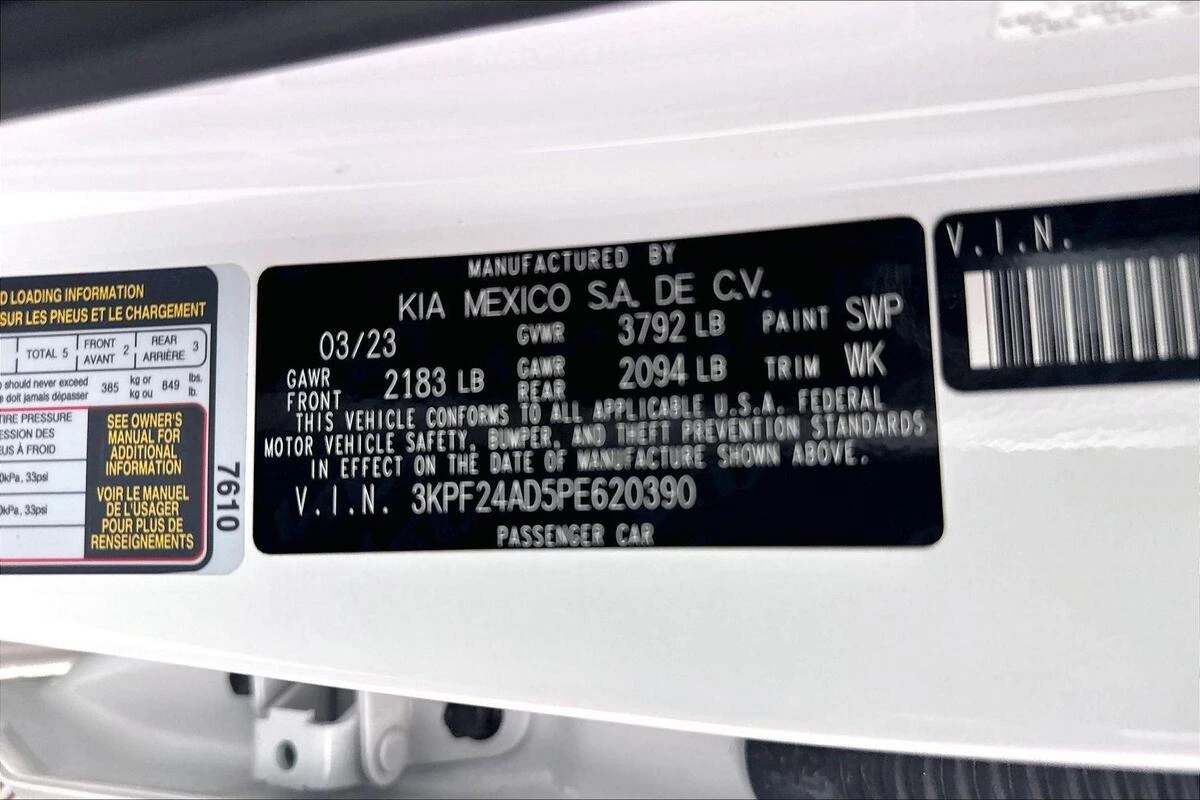 D LOADING INFORMATION
SUR LES PNEUS ET LE CHARGEMENT
TOTAL 5 FRONT AVANT 2 REAR ARRIÈRE 3
should never exceed
doit jamais dépasser 385 kg or kg ou 849 lbs. lb.
TIRE PRESSURE
ESSION DES
US À FROID
0kPa, 33psi
0kPa, 33psi
SEE OWNER'S
MANUAL FOR
ADDITIONAL
INFORMATION
VOIR LE MANUEL
DE L'USAGER
POUR PLUS DE
RENSEIGNEMENTS
7610
MANUFACTURED BY
KIA MEXICO S.A. DE C.V.
03/23 GVWR 3792 LB PAINT SWP
GAWR FRONT 2183 LB GAWR REAR 2094 LB TRIM WK
THIS VEHICLE CONFORMS TO ALL APPLICABLE U.S.A. FEDERAL
MOTOR VEHICLE SAFETY, BUMPER, AND THEFT PREVENTION STANDARDS
IN EFFECT ON THE DATE OF MANUFACTURE SHOWN ABOVE.
V.I.N. 3KPF24AD5PE620390
PASSENGER CAR
V.I.N.